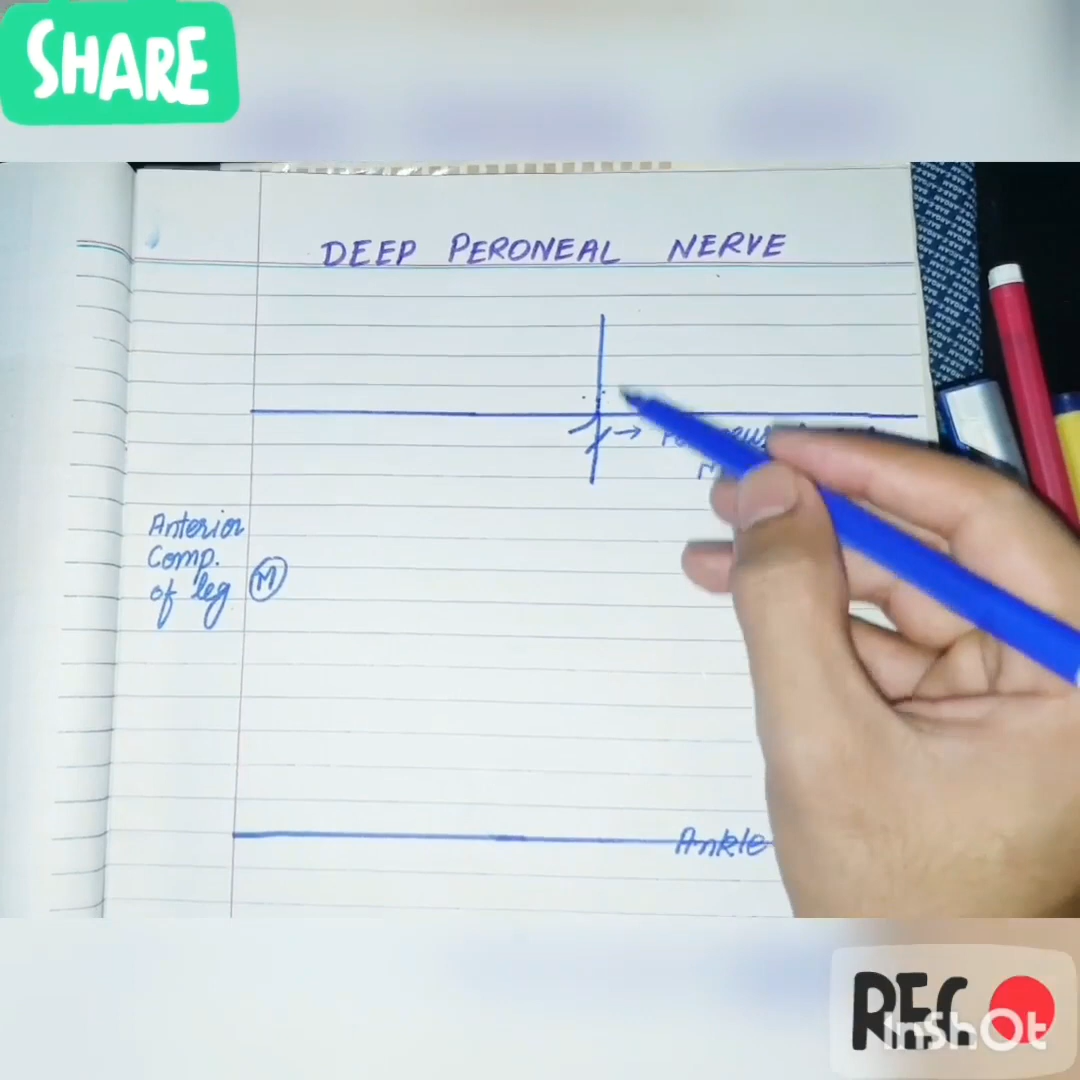 SHARE
DEEP PERONEAL NERVE
Anterior
Comp.
of leg
M
Ankle
REC
InShOt